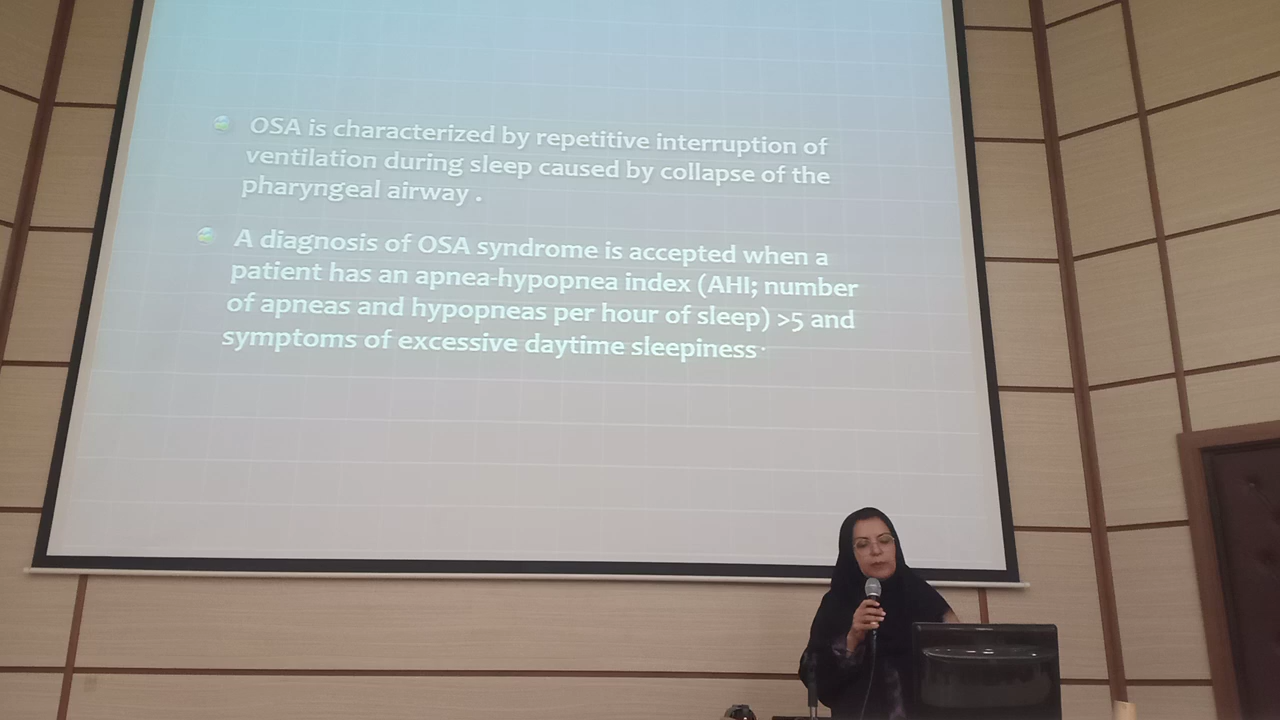 OSA is characterized by repetitive interruption of
ventilation during sleep caused by collapse of the
pharyngeal airway .
A diagnosis of OSA syndrome is accepted when a
patient has an apnea-hypopnea index (AHI; number
of apneas and hypopneas per hour of sleep) >5 and
symptoms of excessive daytime sleepiness·